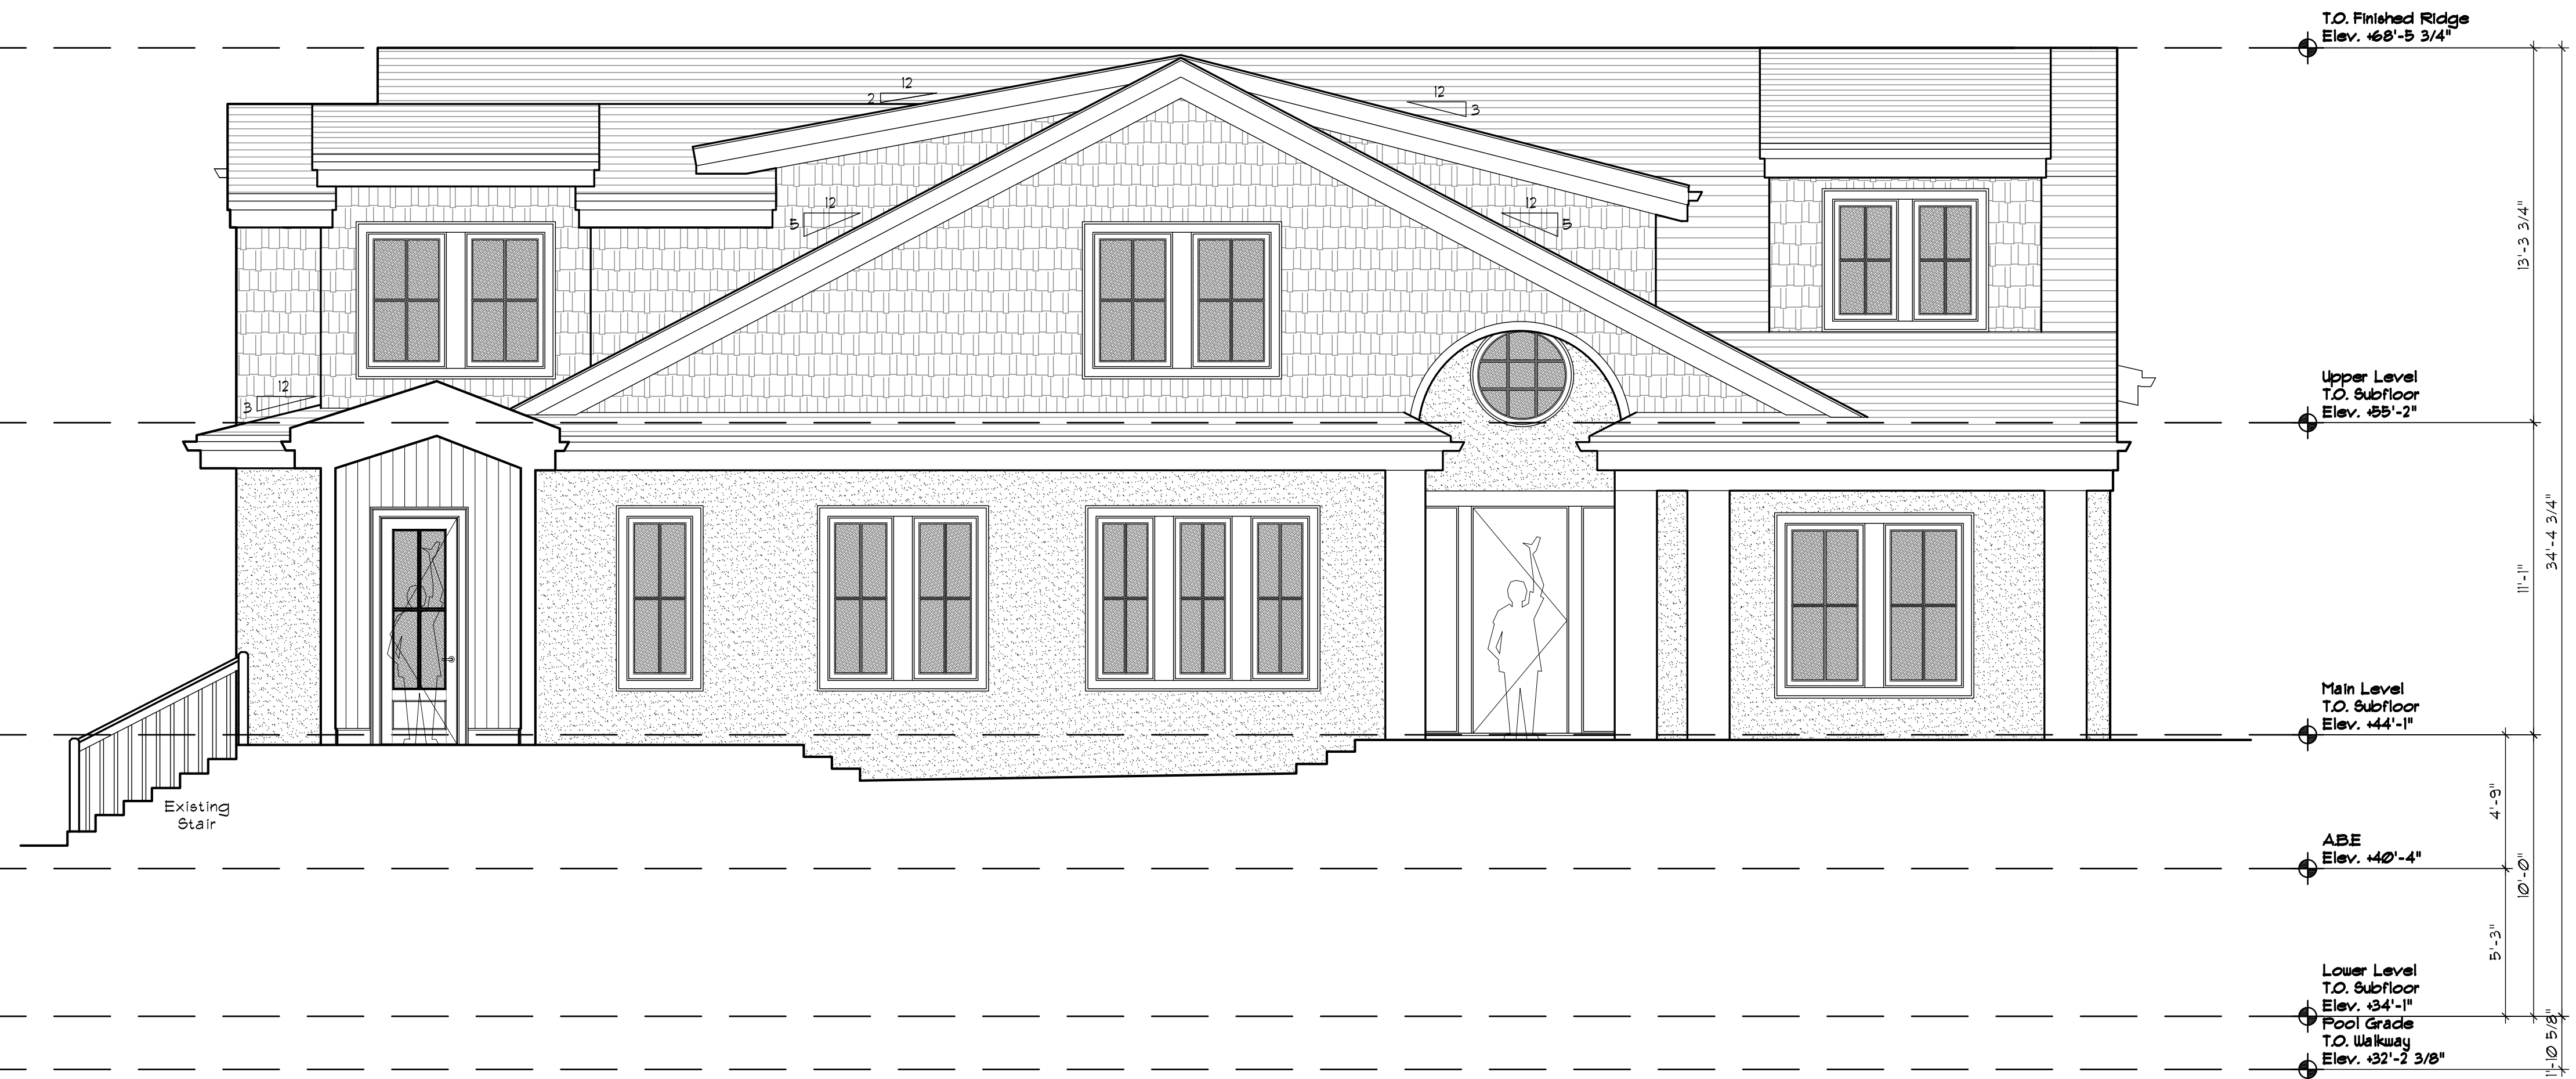 T.O. Finished Ridge
Elev. +68'-5 3/4"
12
2
12
3
12
5
12
5
13'-3 3/4"
12
3
Upper Level
T.O. Subfloor
Elev. +55'-2"
34'-4 3/4"
11'-1"
Main Level
T.O. Subfloor
Elev. +44'-1"
Existing
Stair
4'-9"
A.B.E
Elev. +40'-4"
10'-0"
5'-3"
Lower Level
T.O. Subfloor
Elev. +34'-1"
Pool Grade
T.O. Walkway
Elev. +32'-2 3/8"
1'-10 5/8"